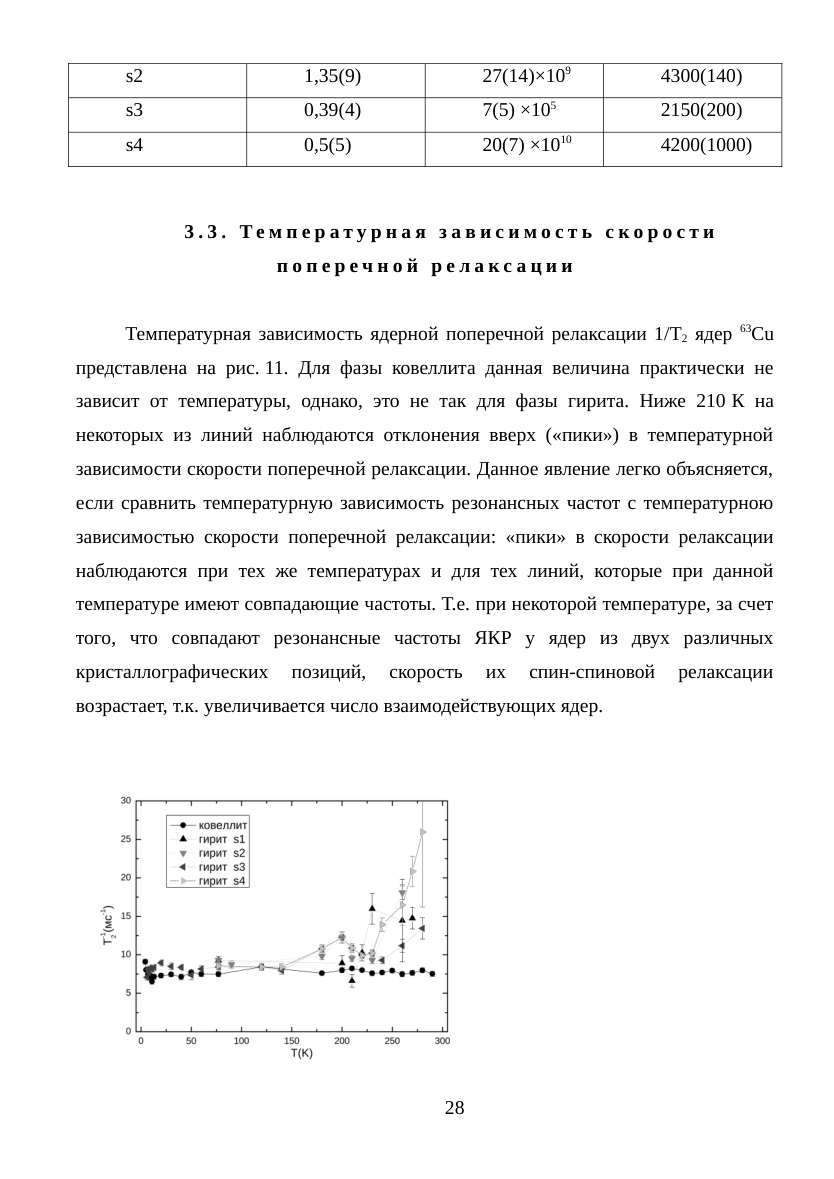 s2 1,35(9) 27(14)×10⁹ 4300(140)
s3 0,39(4) 7(5) ×10⁵ 2150(200)
s4 0,5(5) 20(7) ×10¹⁰ 4200(1000)
3.3. Температурная зависимость скорости
поперечной релаксации
Температурная зависимость ядерной поперечной релаксации 1/T₂ ядер ⁶³Cu
представлена на рис. 11. Для фазы ковеллита данная величина практически не
зависит от температуры, однако, это не так для фазы гирита. Ниже 210 К на
некоторых из линий наблюдаются отклонения вверх («пики») в температурной
зависимости скорости поперечной релаксации. Данное явление легко объясняется,
если сравнить температурную зависимость резонансных частот с температурною
зависимостью скорости поперечной релаксации: «пики» в скорости релаксации
наблюдаются при тех же температурах и для тех линий, которые при данной
температуре имеют совпадающие частоты. Т.е. при некоторой температуре, за счет
того, что совпадают резонансные частоты ЯКР у ядер из двух различных
кристаллографических позиций, скорость их спин-спиновой релаксации
возрастает, т.к. увеличивается число взаимодействующих ядер.
30
25
20
15
10
5
0
T₂⁻¹(мс⁻¹)
ковеллит
гирит s1
гирит s2
гирит s3
гирит s4
0 50 100 150 200 250 300
T(K)
28